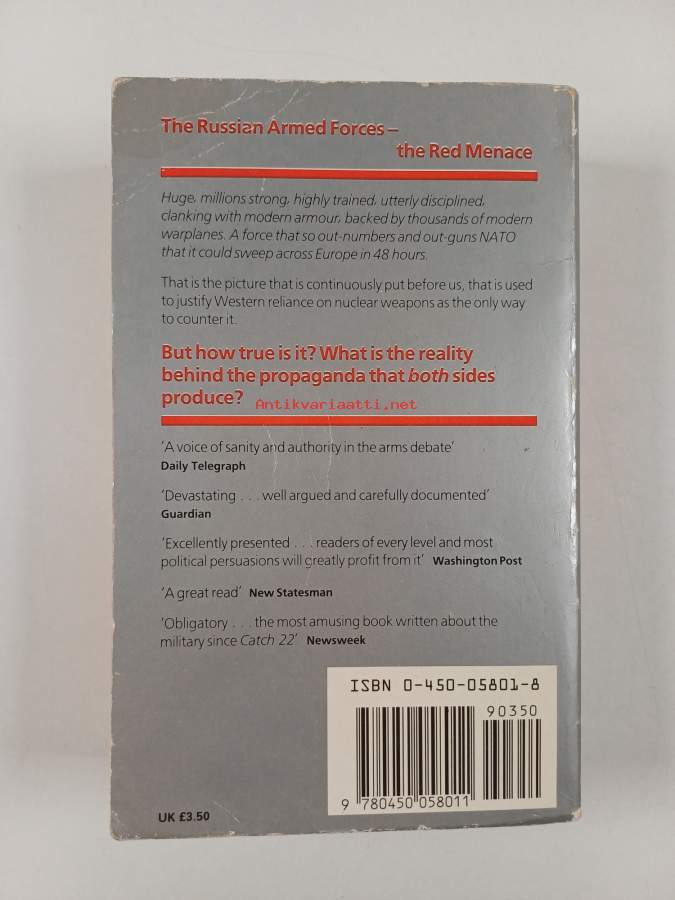 The Russian Armed Forces –
the Red Menace
Huge, millions strong, highly trained, utterly disciplined,
clanking with modern armour, backed by thousands of modern
warplanes. A force that so out-numbers and out-guns NATO
that it could sweep across Europe in 48 hours.
That is the picture that is continuously put before us, that is used
to justify Western reliance on nuclear weapons as the only way
to counter it.
But how true is it? What is the reality
behind the propaganda that both sides
produce?
Antikvariaatti.net
'A voice of sanity and authority in the arms debate'
Daily Telegraph
'Devastating . . . well argued and carefully documented'
Guardian
'Excellently presented . . . readers of every level and most
political persuasions will greatly profit from it' Washington Post
'A great read' New Statesman
'Obligatory . . . the most amusing book written about the
military since Catch 22' Newsweek
ISBN 0-450-05801-8
90350
9 780450 058011
UK £3.50